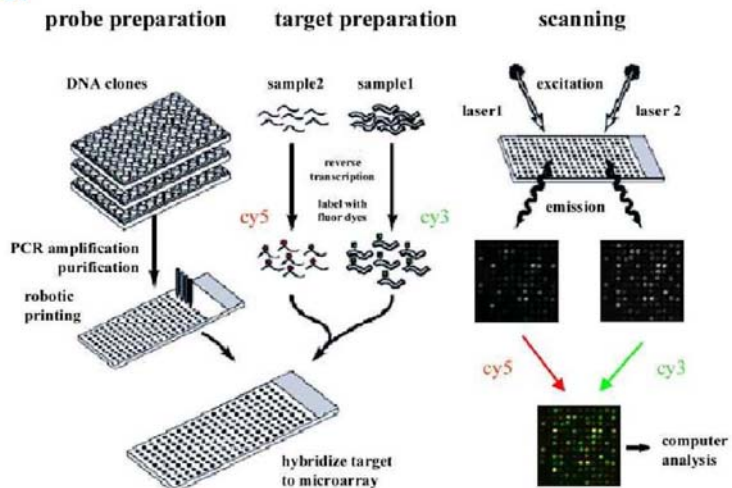 probe preparation
target preparation
scanning
DNA clones
PCR amplification
purification
robotic
printing
sample2
sample1
reverse
transcription
label with
fluor dyes
cy5
cy3
hybridize target
to microarray
excitation
laser1
laser 2
emission
cy5
cy3
computer
analysis